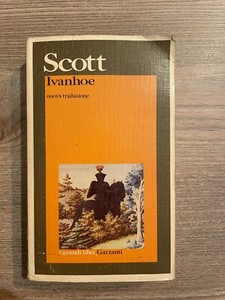 Scott
Ivanhoe
nuova traduzione
i grandi libri Garzanti